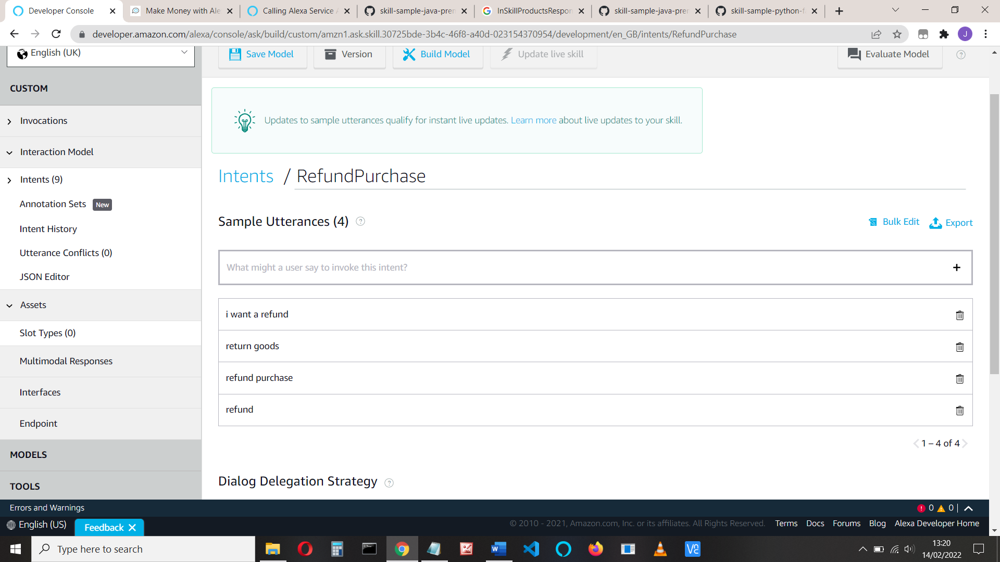 Developer Console
Make Money with Ale
Calling Alexa Service A
skill-sample-java-prem
InSkillProductsRespon
skill-sample-java-prem
skill-sample-python-fa
developer.amazon.com/alexa/console/ask/build/custom/amzn1.ask.skill.30725bde-3b4c-46f8-a40d-023154370954/development/en_GB/intents/RefundPurchase
J
English (UK)
Save Model
Version
Build Model
Update live skill
Evaluate Model
CUSTOM
Invocations
Interaction Model
Intents (9)
Annotation Sets New
Intent History
Utterance Conflicts (0)
JSON Editor
Assets
Slot Types (0)
Multimodal Responses
Interfaces
Endpoint
MODELS
TOOLS
Updates to sample utterances qualify for instant live updates. Learn more about live updates to your skill.
Intents / RefundPurchase
Sample Utterances (4)
Bulk Edit
Export
What might a user say to invoke this intent?
i want a refund
return goods
refund purchase
refund
1 – 4 of 4
Dialog Delegation Strategy
Errors and Warnings
0 0
English (US)
Feedback
© 2010 - 2021, Amazon.com, Inc. or its affiliates. All Rights Reserved.
Terms Docs Forums Blog Alexa Developer Home
Type here to search
13:20
14/02/2022